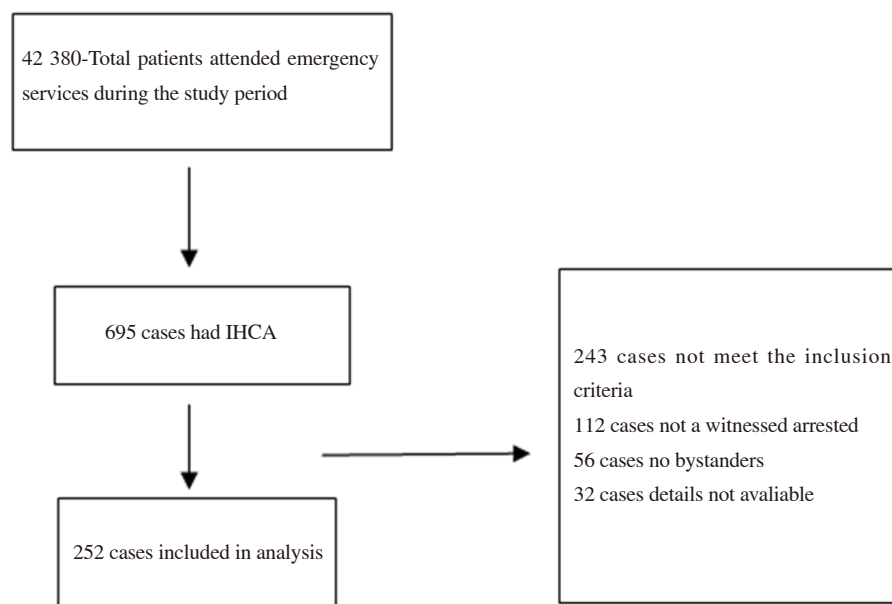 42 380-Total patients attended emergency
services during the study period
695 cases had IHCA
243 cases not meet the inclusion
criteria
112 cases not a witnessed arrested
56 cases no bystanders
32 cases details not avaliable
252 cases included in analysis